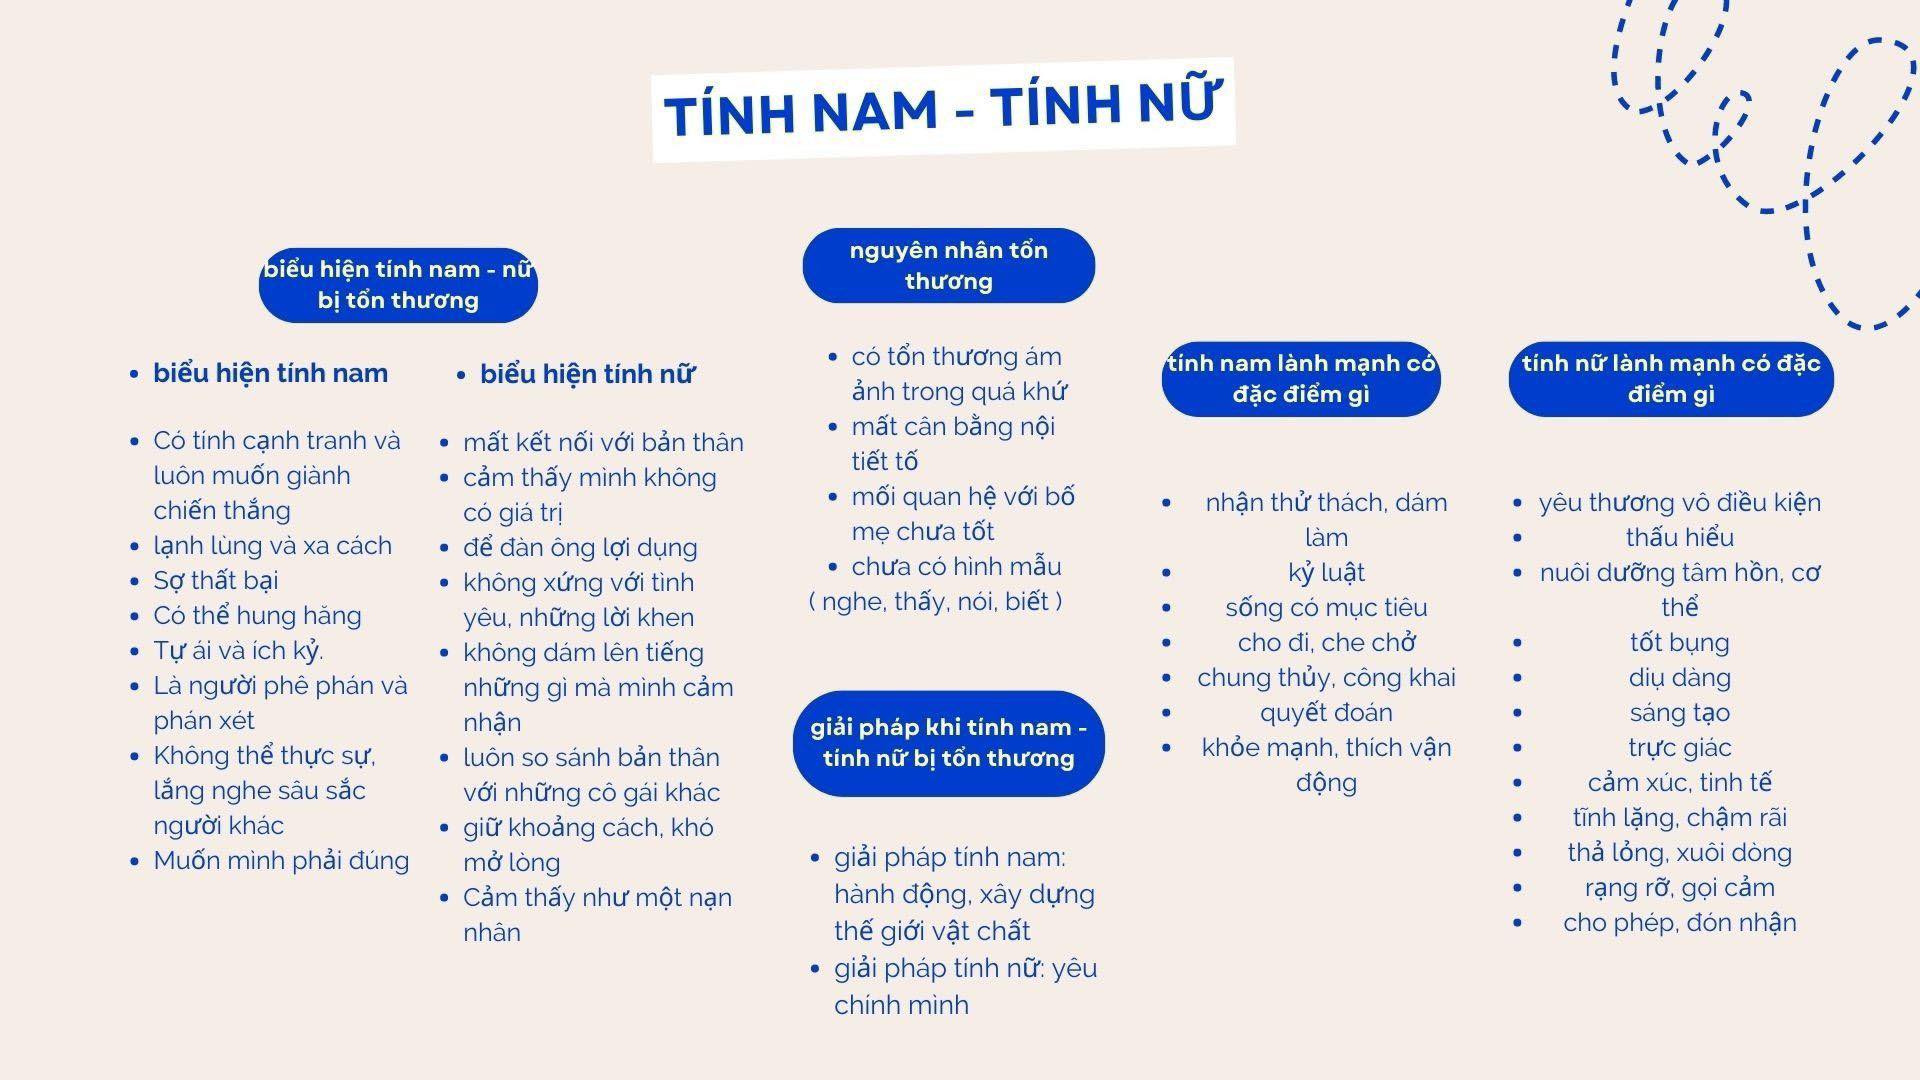 TÍNH NAM - TÍNH NỮ
biểu hiện tính nam - nữ
bị tổn thương
• biểu hiện tính nam
• Có tính cạnh tranh và
luôn muốn giành
chiến thắng
• lạnh lùng và xa cách
• Sợ thất bại
• Có thể hung hăng
• Tự ái và ích kỷ.
• Là người phê phán và
phán xét
• Không thể thực sự,
lắng nghe sâu sắc
người khác
• Muốn mình phải đúng
• biểu hiện tính nữ
• mất kết nối với bản thân
• cảm thấy mình không
có giá trị
• để đàn ông lợi dụng
• không xứng với tình
yêu, những lời khen
• không dám lên tiếng
những gì mà mình cảm
nhận
• luôn so sánh bản thân
với những cô gái khác
• giữ khoảng cách, khó
mở lòng
• Cảm thấy như một nạn
nhân
nguyên nhân tổn
thương
• có tổn thương ám
ảnh trong quá khứ
• mất cân bằng nội
tiết tố
• mối quan hệ với bố
mẹ chưa tốt
• chưa có hình mẫu
( nghe, thấy, nói, biết )
giải pháp khi tính nam -
tính nữ bị tổn thương
• giải pháp tính nam:
hành động, xây dựng
thế giới vật chất
• giải pháp tính nữ: yêu
chính mình
tính nam lành mạnh có
đặc điểm gì
• nhận thử thách, dám
làm
• kỷ luật
• sống có mục tiêu
• cho đi, che chở
• chung thủy, công khai
• quyết đoán
• khỏe mạnh, thích vận
động
tính nữ lành mạnh có đặc
điểm gì
• yêu thương vô điều kiện
• thấu hiểu
• nuôi dưỡng tâm hồn, cơ
thể
• tốt bụng
• diụ dàng
• sáng tạo
• trực giác
• cảm xúc, tinh tế
• tĩnh lặng, chậm rãi
• thả lỏng, xuôi dòng
• rạng rỡ, gọi cảm
• cho phép, đón nhận